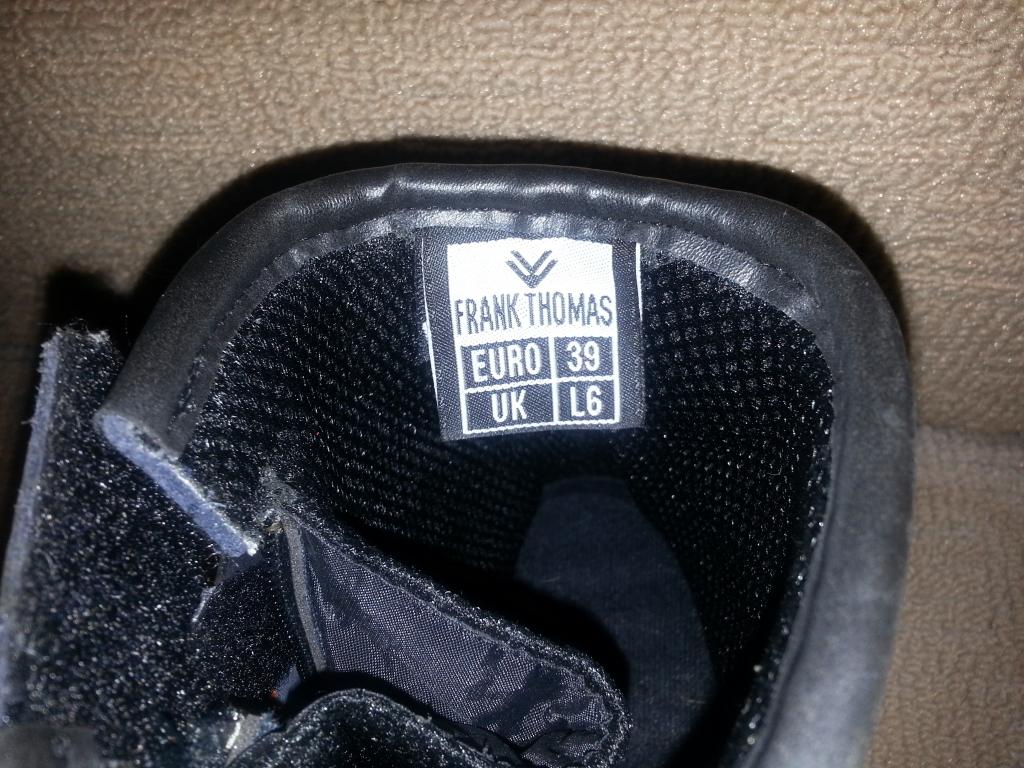 FRANK THOMAS
EURO 39
UK L6